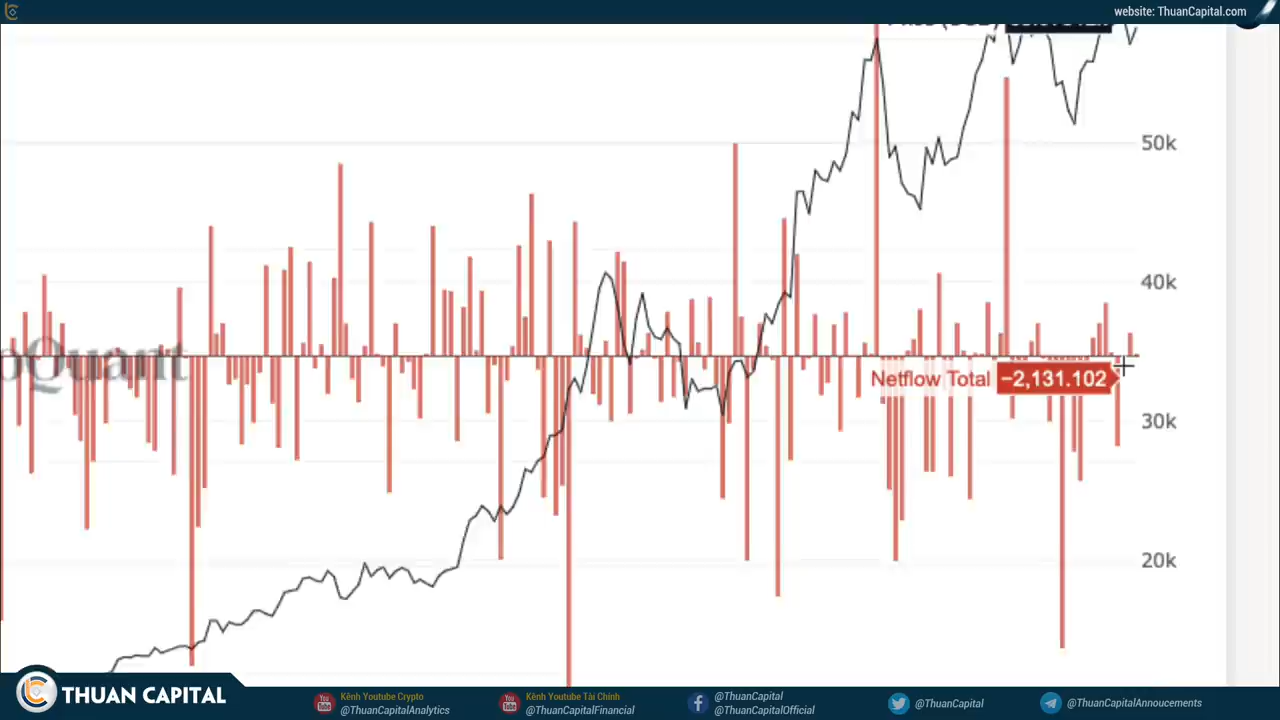 website: ThuanCapital.com
50k
40k
oQuant
Netflow Total −2,131.102
30k
20k
THUAN CAPITAL
Kênh Youtube Crypto
@ThuanCapitalAnalytics
Kênh Youtube Tài Chính
@ThuanCapitalFinancial
@ThuanCapital
@ThuanCapitalOfficial
@ThuanCapital
@ThuanCapitalAnnoucements